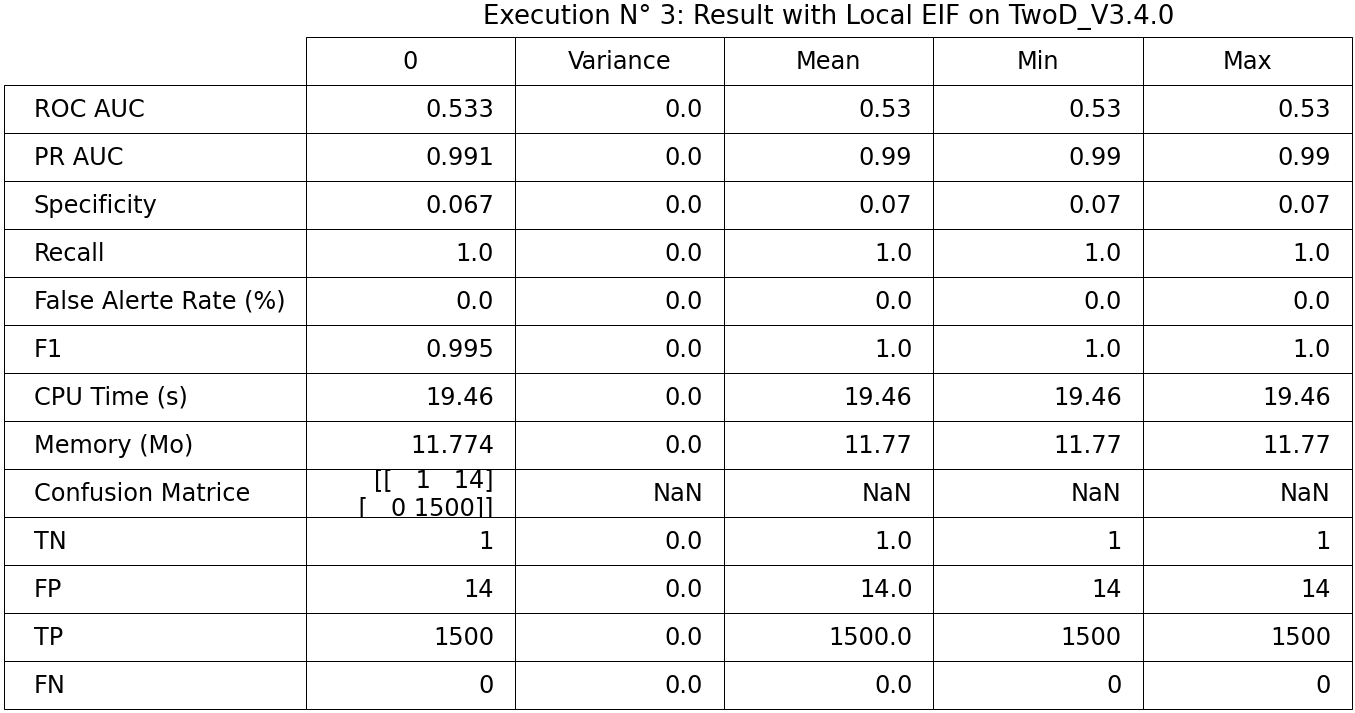 Execution N° 3: Result with Local EIF on TwoD_V3.4.0
0 Variance Mean Min Max
ROC AUC 0.533 0.0 0.53 0.53 0.53
PR AUC 0.991 0.0 0.99 0.99 0.99
Specificity 0.067 0.0 0.07 0.07 0.07
Recall 1.0 0.0 1.0 1.0 1.0
False Alerte Rate (%) 0.0 0.0 0.0 0.0 0.0
F1 0.995 0.0 1.0 1.0 1.0
CPU Time (s) 19.46 0.0 19.46 19.46 19.46
Memory (Mo) 11.774 0.0 11.77 11.77 11.77
Confusion Matrice [[ 1 14]
[ 0 1500]] NaN NaN NaN NaN
TN 1 0.0 1.0 1 1
FP 14 0.0 14.0 14 14
TP 1500 0.0 1500.0 1500 1500
FN 0 0.0 0.0 0 0